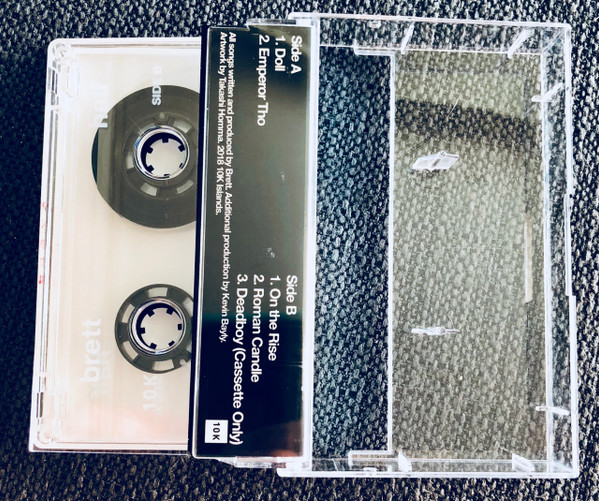 Side A
1. Doll
2. Emperor Tho
Side B
1. On the Rise
2. Roman Candle
3. Deadboy (Cassette Only)
All songs written and produced by Brett. Additional production by Kevin Bayly.
Artwork by Takashi Homma. 2018 10K Islands.
10K
brett
10K